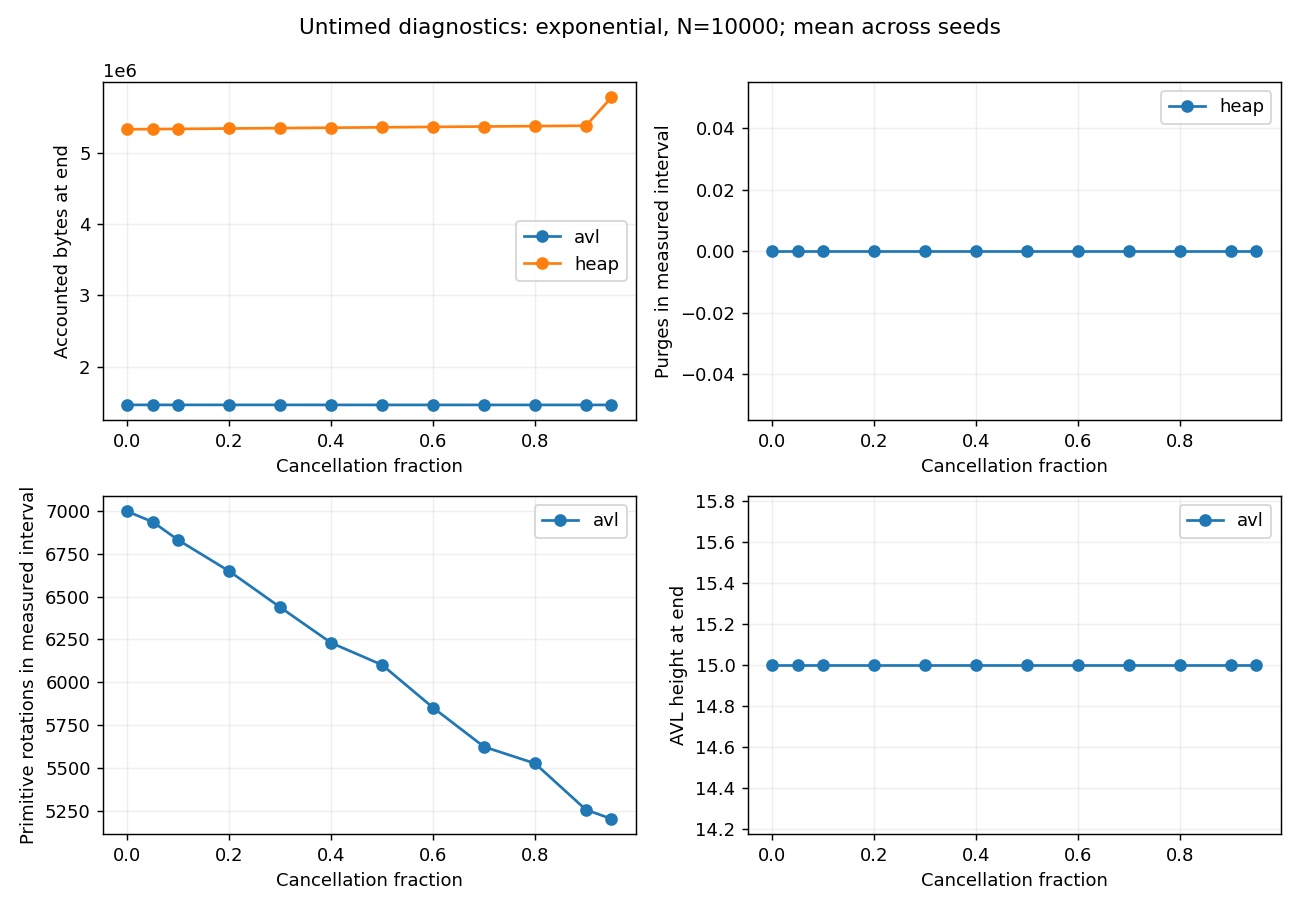 Untimed diagnostics: exponential, N=10000; mean across seeds
1e6
5
4
3
2
Accounted bytes at end
avl
heap
0.0 0.2 0.4 0.6 0.8
Cancellation fraction
0.04
0.02
0.00
−0.02
−0.04
Purges in measured interval
heap
0.0 0.2 0.4 0.6 0.8
Cancellation fraction
7000
6750
6500
6250
6000
5750
5500
5250
Primitive rotations in measured interval
avl
0.0 0.2 0.4 0.6 0.8
Cancellation fraction
15.8
15.6
15.4
15.2
15.0
14.8
14.6
14.4
14.2
AVL height at end
avl
0.0 0.2 0.4 0.6 0.8
Cancellation fraction